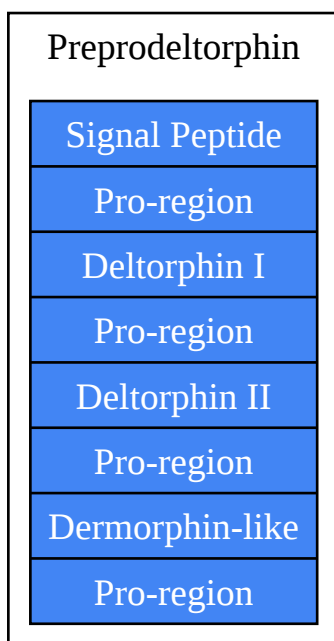 Preprodeltorphin
Signal Peptide
Pro-region
Deltorphin I
Pro-region
Deltorphin II
Pro-region
Dermorphin-like
Pro-region